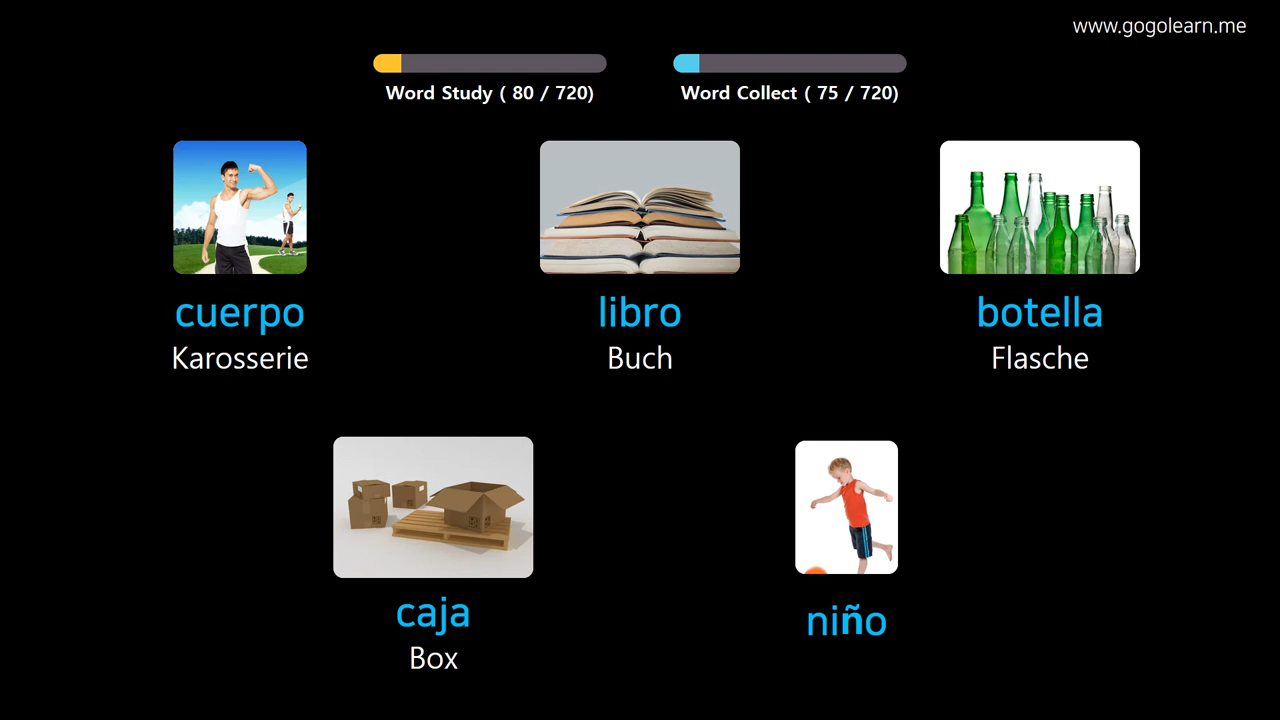 www.gogolearn.me
Word Study ( 80 / 720)
Word Collect ( 75 / 720)
cuerpo
Karosserie
libro
Buch
botella
Flasche
caja
Box
niño